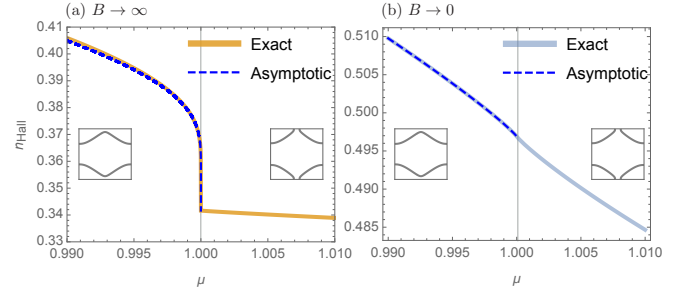 (a) B → ∞
(b) B → 0
Exact
Asymptotic
Exact
Asymptotic
n_Hall
0.41
0.40
0.39
0.38
0.37
0.36
0.35
0.34
0.33
0.990 0.995 1.000 1.005 1.010
μ
0.510
0.505
0.500
0.495
0.490
0.485
0.990 0.995 1.000 1.005 1.010
μ